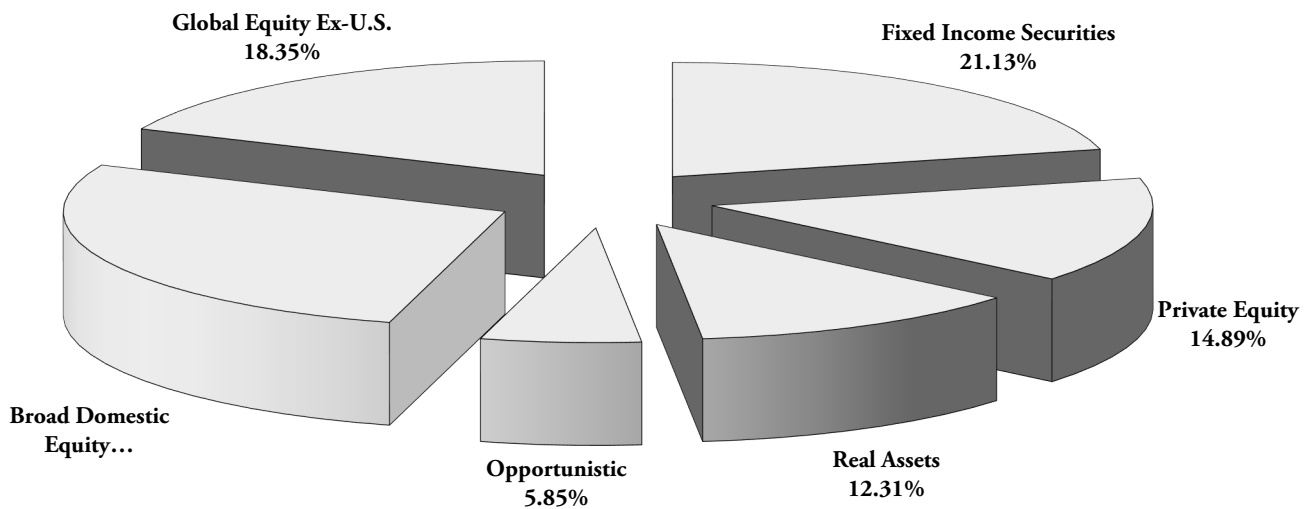 Global Equity Ex-U.S.
18.35%
Fixed Income Securities
21.13%
Private Equity
14.89%
Broad Domestic
Equity…
Real Assets
12.31%
Opportunistic
5.85%